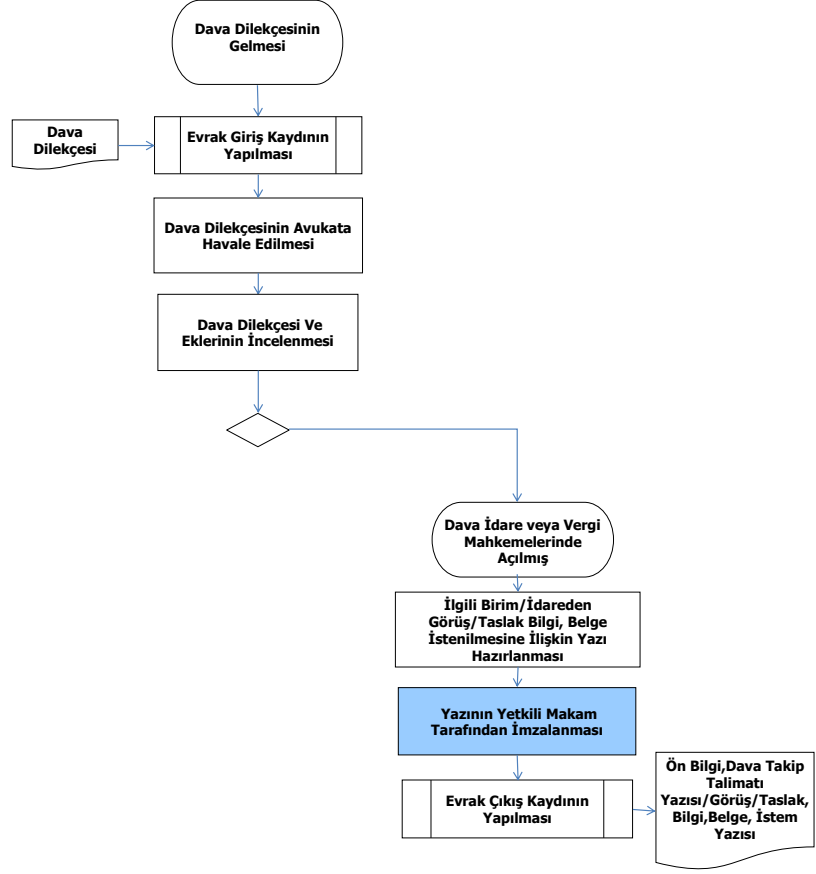 Dava Dilekçesinin
Gelmesi
Dava
Dilekçesi
Evrak Giriş Kaydının
Yapılması
Dava Dilekçesinin Avukata
Havale Edilmesi
Dava Dilekçesi Ve
Eklerinin İncelenmesi
Dava İdare veya Vergi
Mahkemelerinde
Açılmış
İlgili Birim/İdareden
Görüş/Taslak Bilgi, Belge
İstenilmesine İlişkin Yazı
Hazırlanması
Yazının Yetkili Makam
Tarafından İmzalanması
Evrak Çıkış Kaydının
Yapılması
Ön Bilgi,Dava Takip
Talimatı
Yazısı/Görüş/Taslak,
Bilgi,Belge, İstem
Yazısı